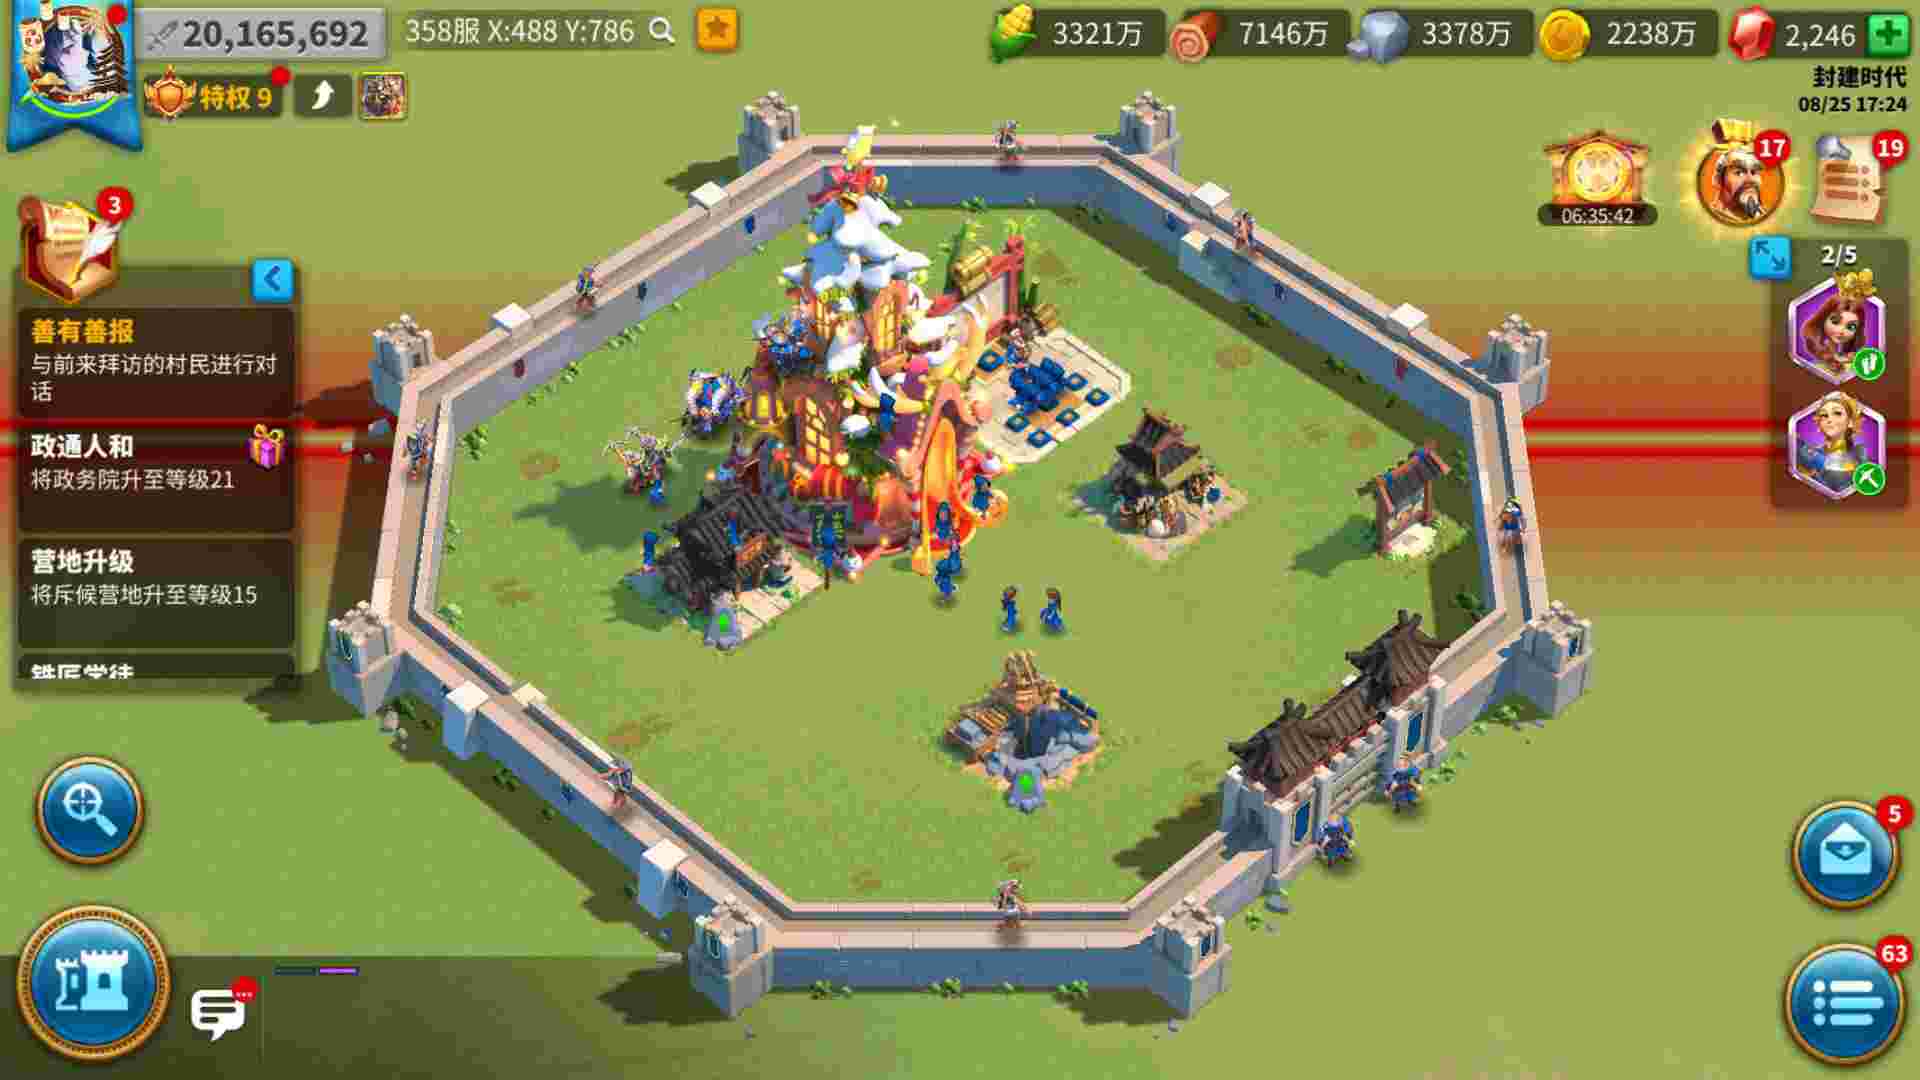 20,165,692
358服 X:488 Y:786
3321万
7146万
3378万
2238万
2,246
特权 9
封建时代
08/25 17:24
06:35:42
17
19
3
2/5
善有善报
与前来拜访的村民进行对
话
政通人和
将政务院升至等级21
营地升级
将斥候营地升至等级15
铁匠学徒
5
63